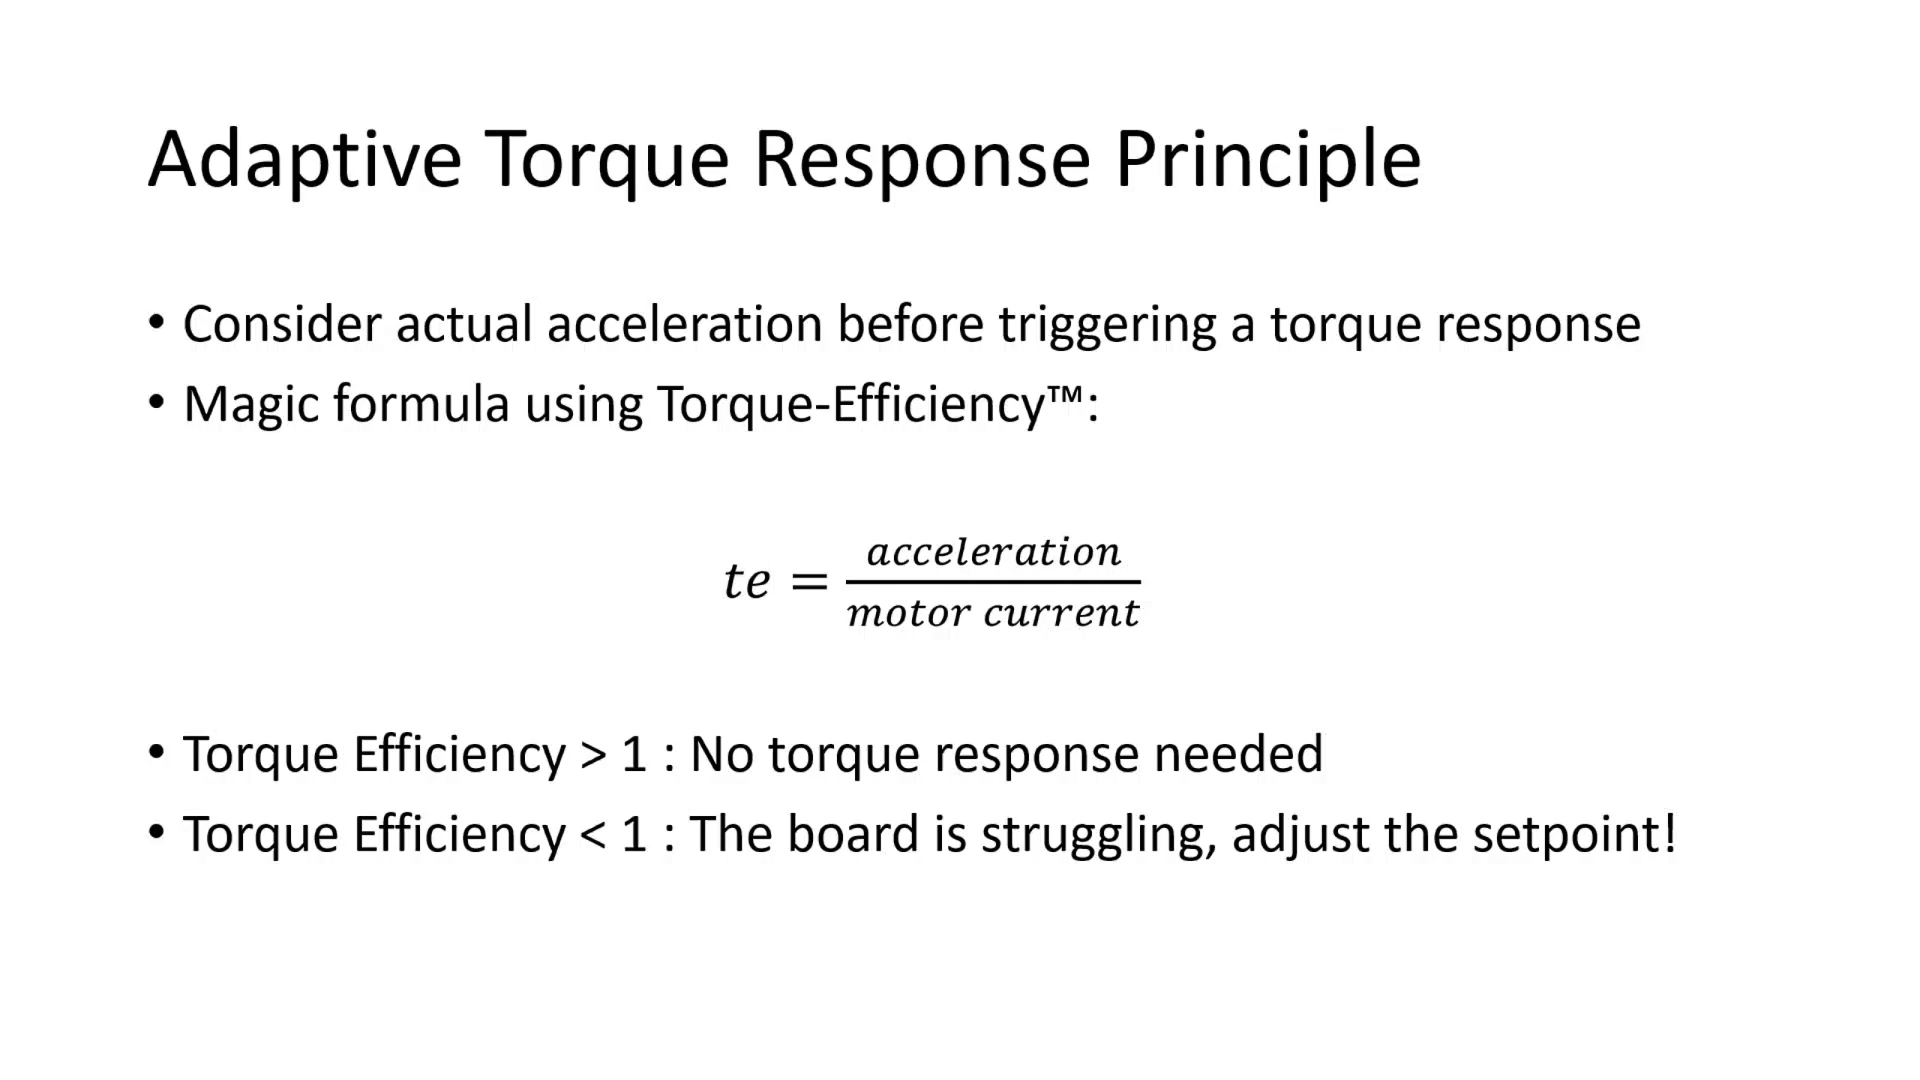 Adaptive Torque Response Principle
• Consider actual acceleration before triggering a torque response
• Magic formula using Torque-Efficiency™:
te = acceleration / motor current
• Torque Efficiency > 1 : No torque response needed
• Torque Efficiency < 1 : The board is struggling, adjust the setpoint!